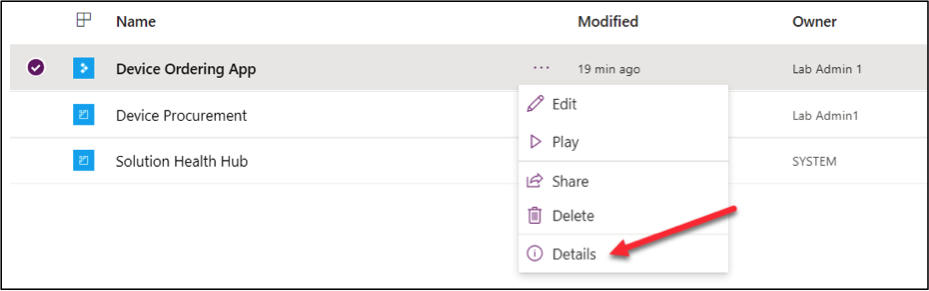 Name Modified Owner
Device Ordering App ... 19 min ago Lab Admin 1
Edit
Device Procurement Lab Admin1
Play
Solution Health Hub SYSTEM
Share
Delete
Details